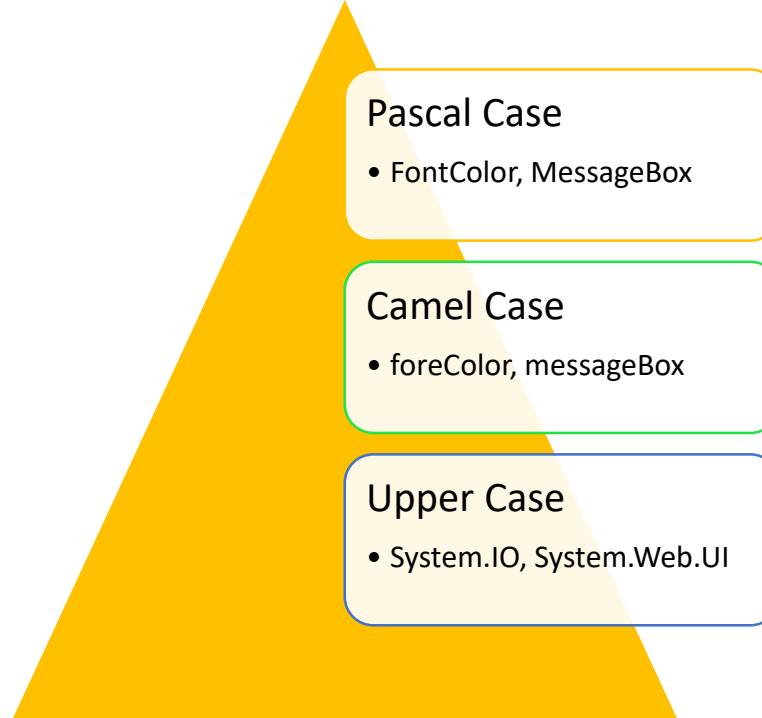 Pascal Case
• FontColor, MessageBox
Camel Case
• foreColor, messageBox
Upper Case
• System.IO, System.Web.UI